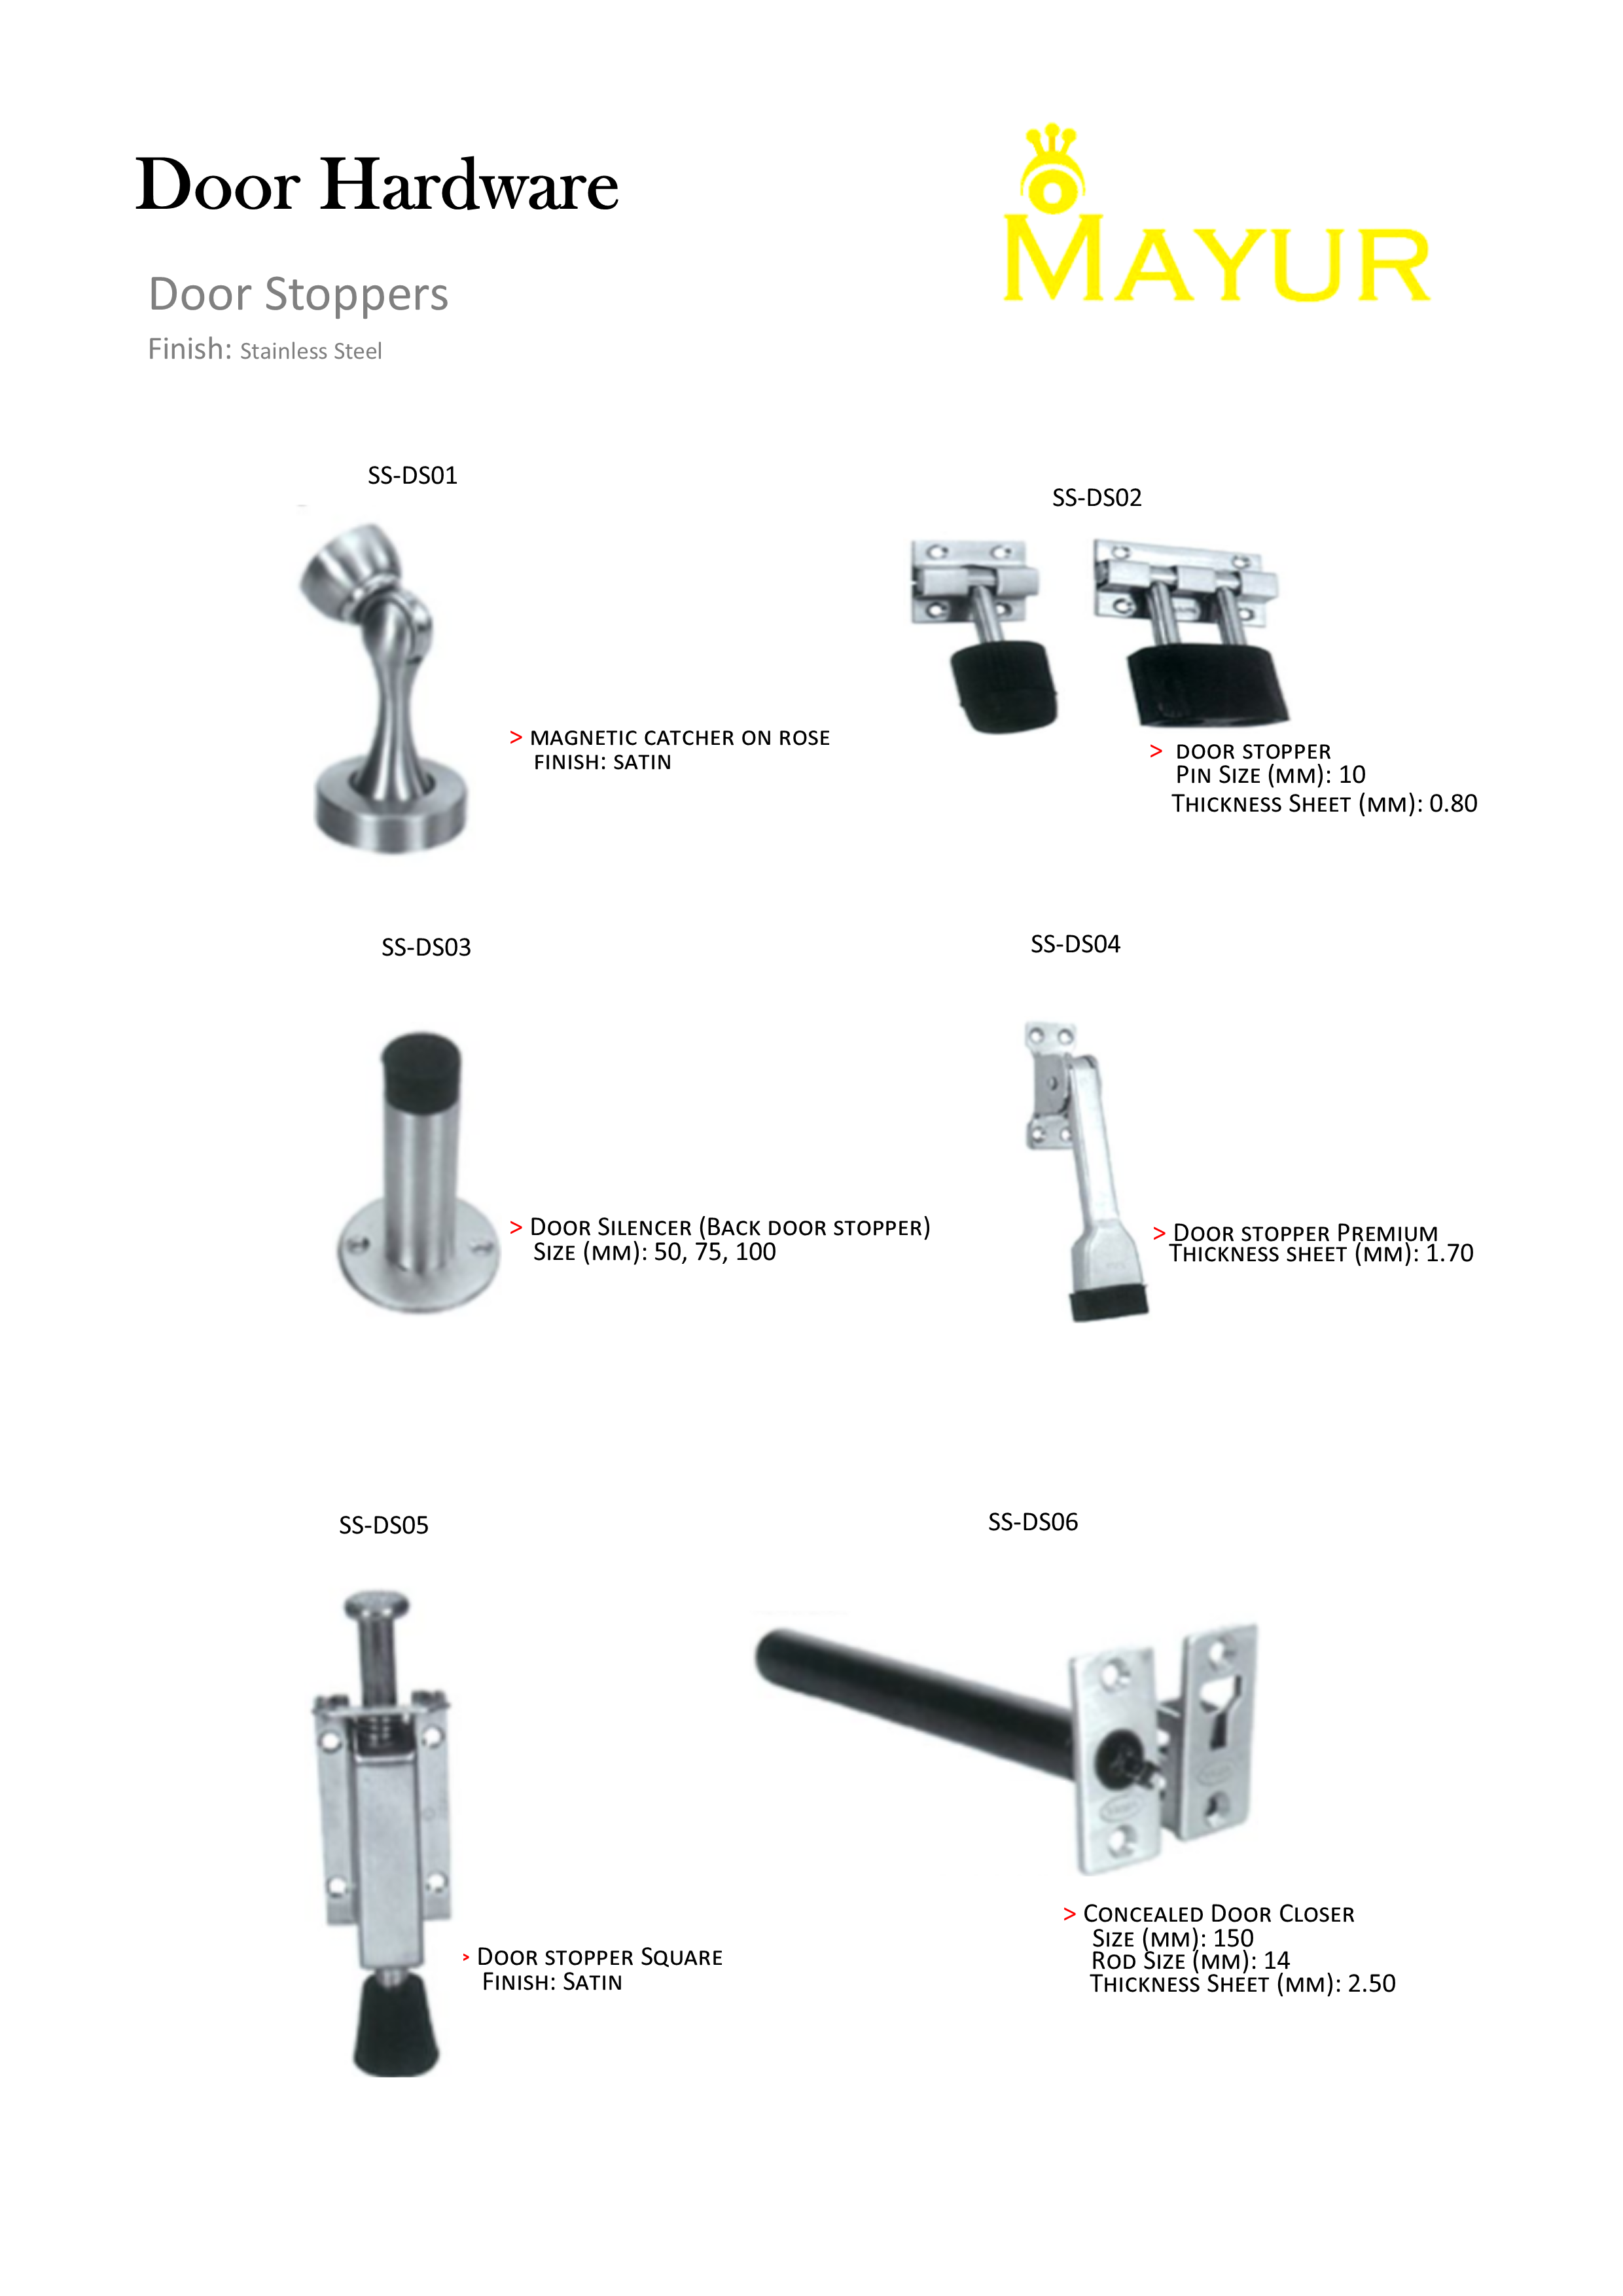 Door Hardware
MAYUR
Door Stoppers
Finish: Stainless Steel
SS-DS01
> MAGNETIC CATCHER ON ROSE
FINISH: SATIN
SS-DS02
> DOOR STOPPER
PIN SIZE (MM): 10
THICKNESS SHEET (MM): 0.80
SS-DS03
> DOOR SILENCER (BACK DOOR STOPPER)
SIZE (MM): 50, 75, 100
SS-DS04
> DOOR STOPPER PREMIUM
THICKNESS SHEET (MM): 1.70
SS-DS05
> DOOR STOPPER SQUARE
FINISH: SATIN
SS-DS06
> CONCEALED DOOR CLOSER
SIZE (MM): 150
ROD SIZE (MM): 14
THICKNESS SHEET (MM): 2.50